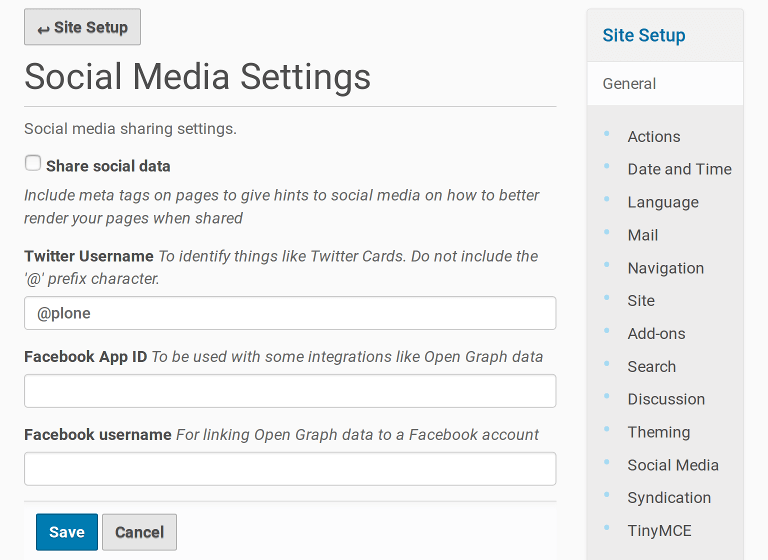 ↩ Site Setup
Social Media Settings
Social media sharing settings.
Share social data
Include meta tags on pages to give hints to social media on how to better
render your pages when shared
Twitter Username To identify things like Twitter Cards. Do not include the
'@' prefix character.
@plone
Facebook App ID To be used with some integrations like Open Graph data
Facebook username For linking Open Graph data to a Facebook account
Save Cancel
Site Setup
General
Actions
Date and Time
Language
Mail
Navigation
Site
Add-ons
Search
Discussion
Theming
Social Media
Syndication
TinyMCE